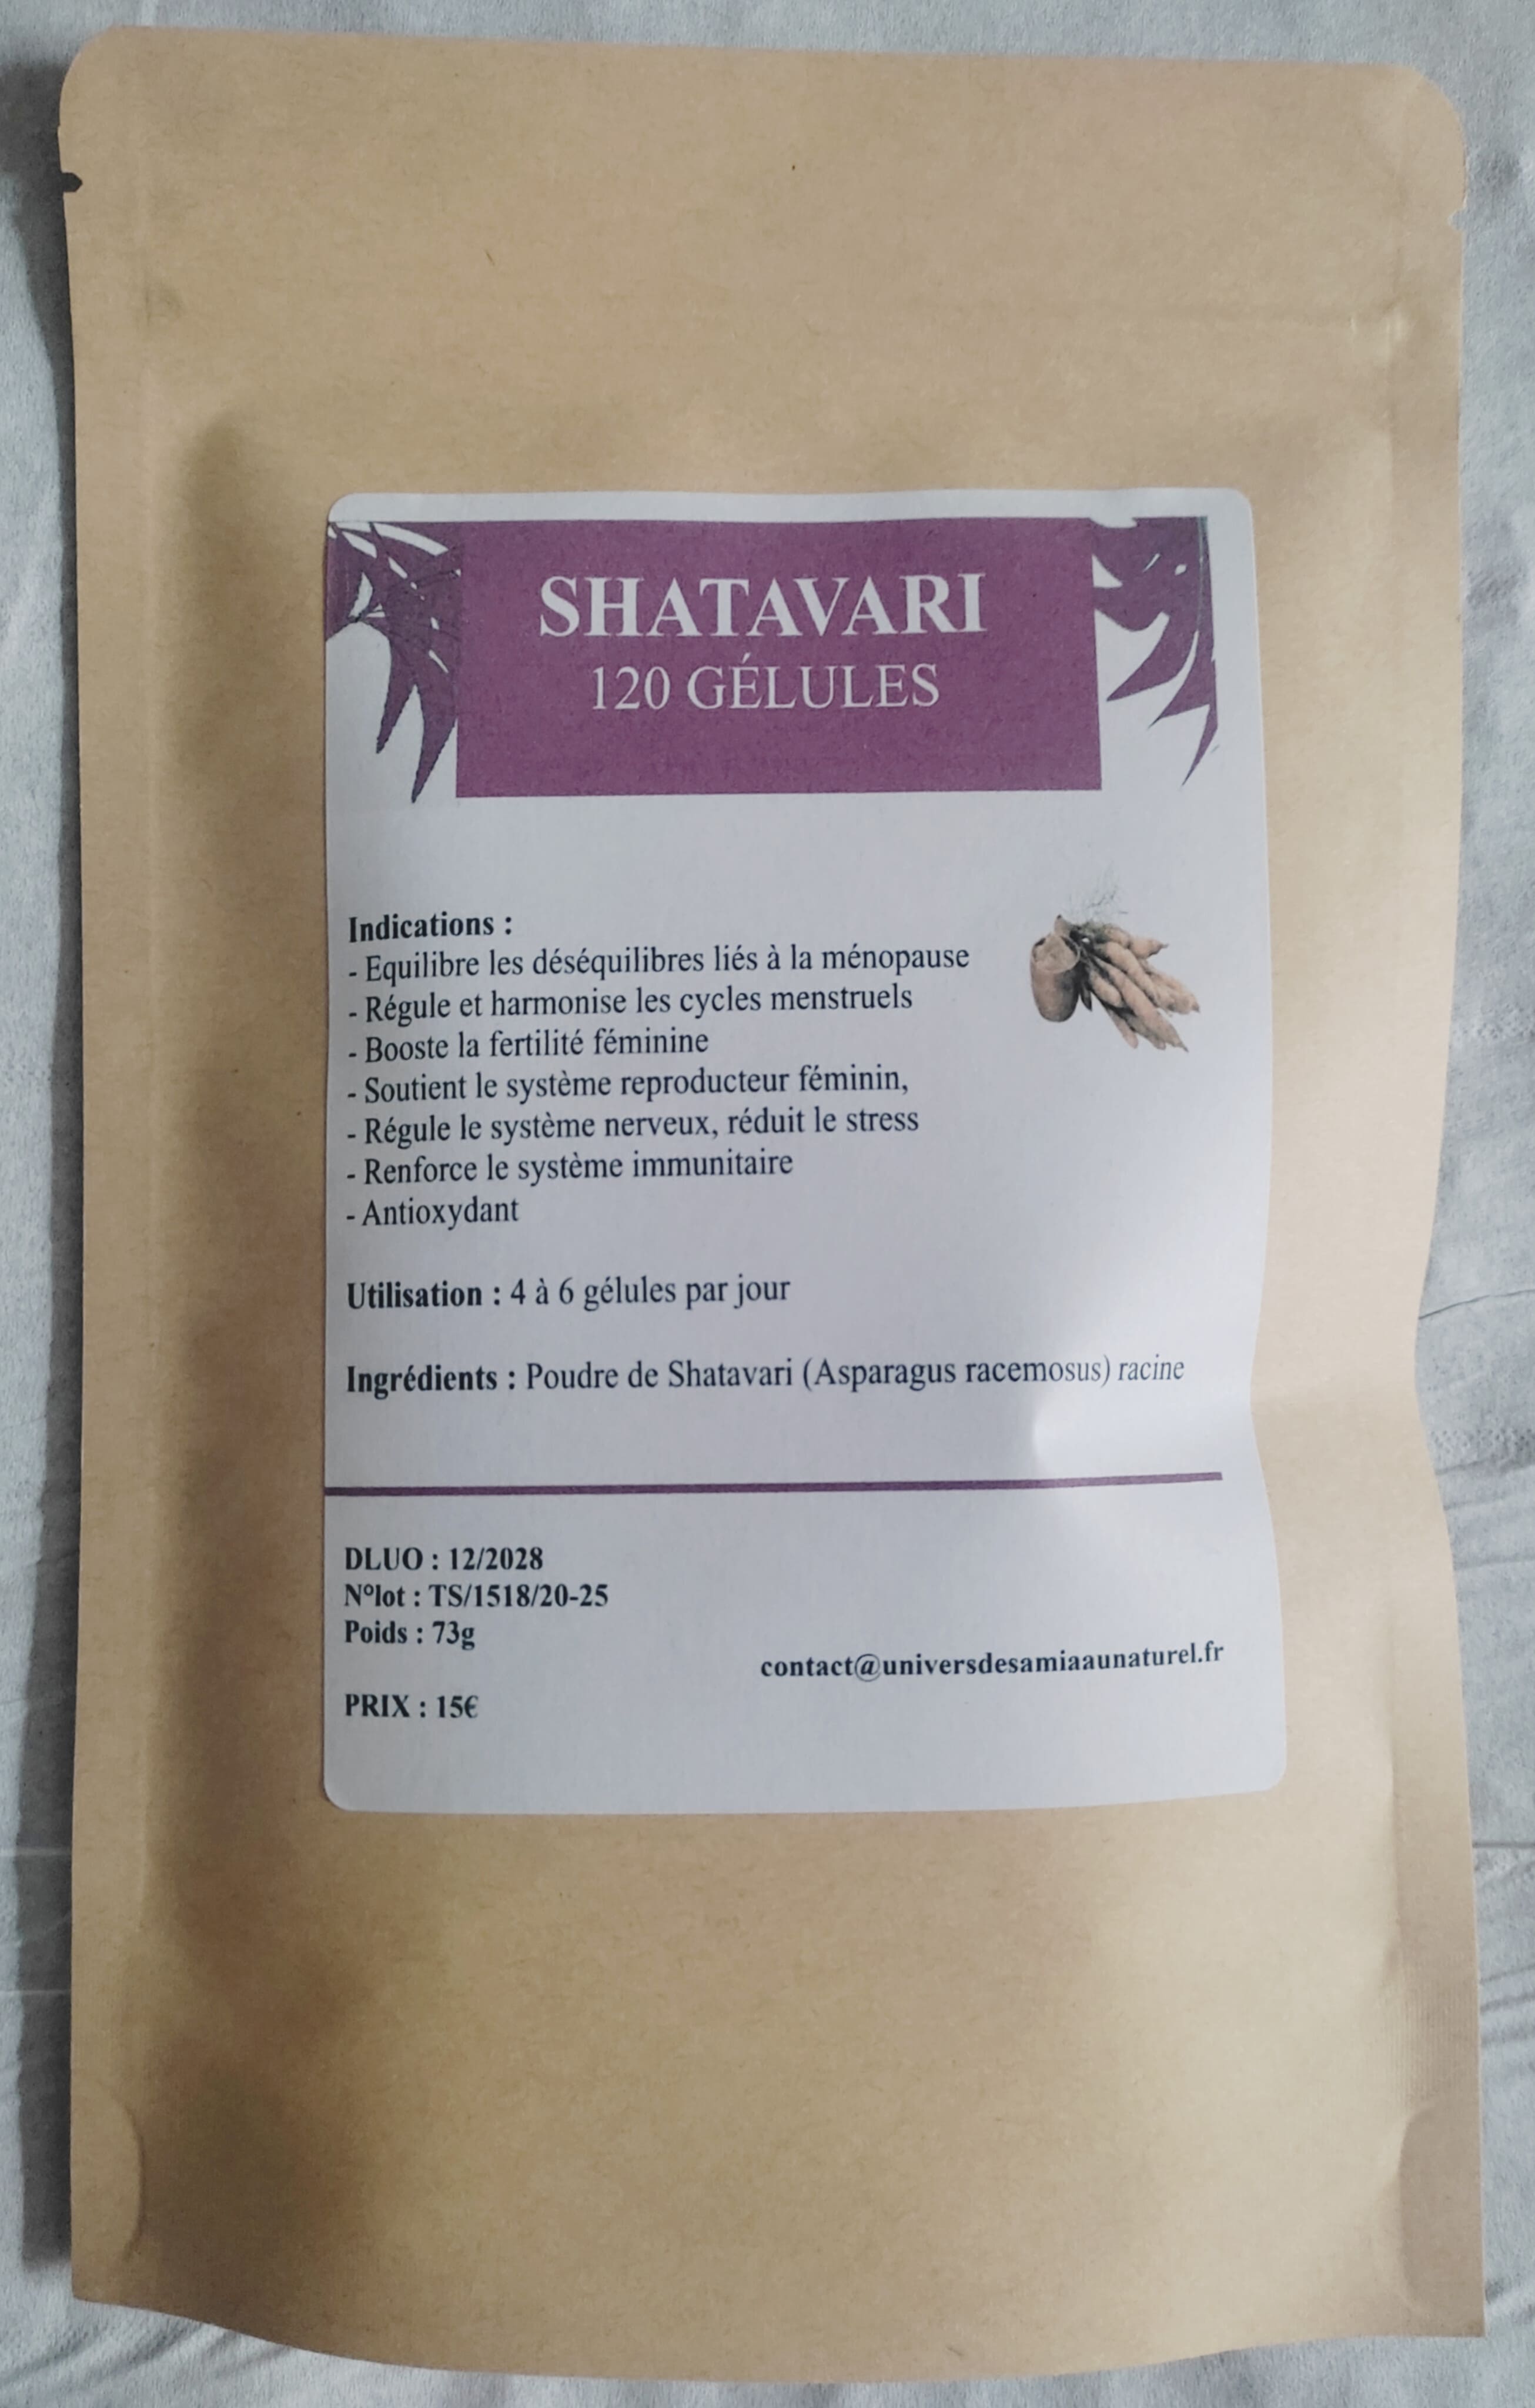 SHATAVARI
120 GÉLULES
Indications :
- Equilibre les déséquilibres liés à la ménopause
- Régule et harmonise les cycles menstruels
- Booste la fertilité féminine
- Soutient le système reproducteur féminin,
- Régule le système nerveux, réduit le stress
- Renforce le système immunitaire
- Antioxydant
Utilisation : 4 à 6 gélules par jour
Ingrédients : Poudre de Shatavari (Asparagus racemosus) racine
DLUO : 12/2028
N°lot : TS/1518/20-25
Poids : 73g
contact@universdesamiaaunaturel.fr
PRIX : 15€